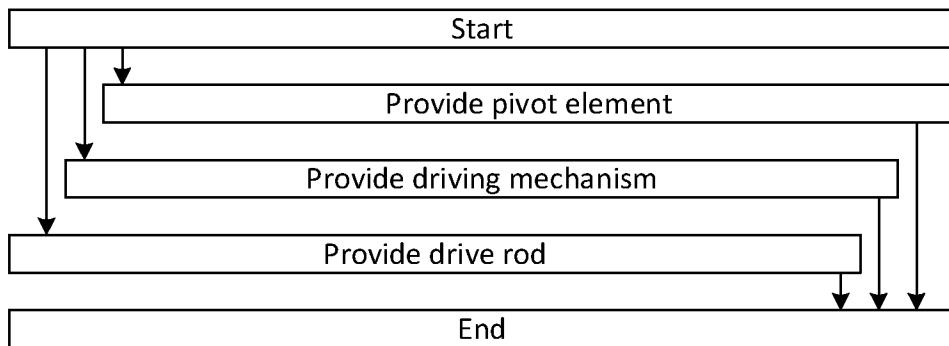 Start
Provide pivot element
Provide driving mechanism
Provide drive rod
End